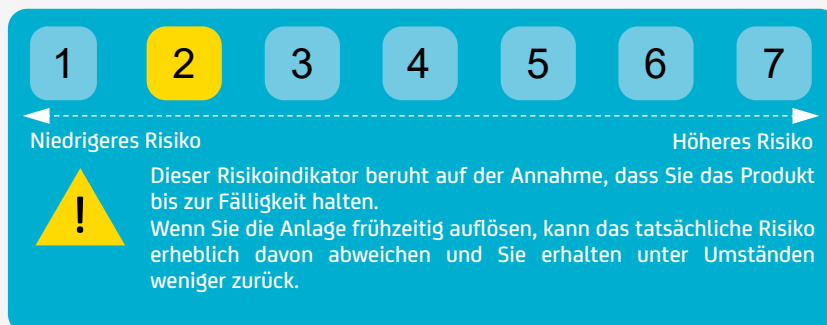 1 2 3 4 5 6 7
Niedrigeres Risiko Höheres Risiko
!
Dieser Risikoindikator beruht auf der Annahme, dass Sie das Produkt
bis zur Fälligkeit halten.
Wenn Sie die Anlage frühzeitig auflösen, kann das tatsächliche Risiko
erheblich davon abweichen und Sie erhalten unter Umständen
weniger zurück.